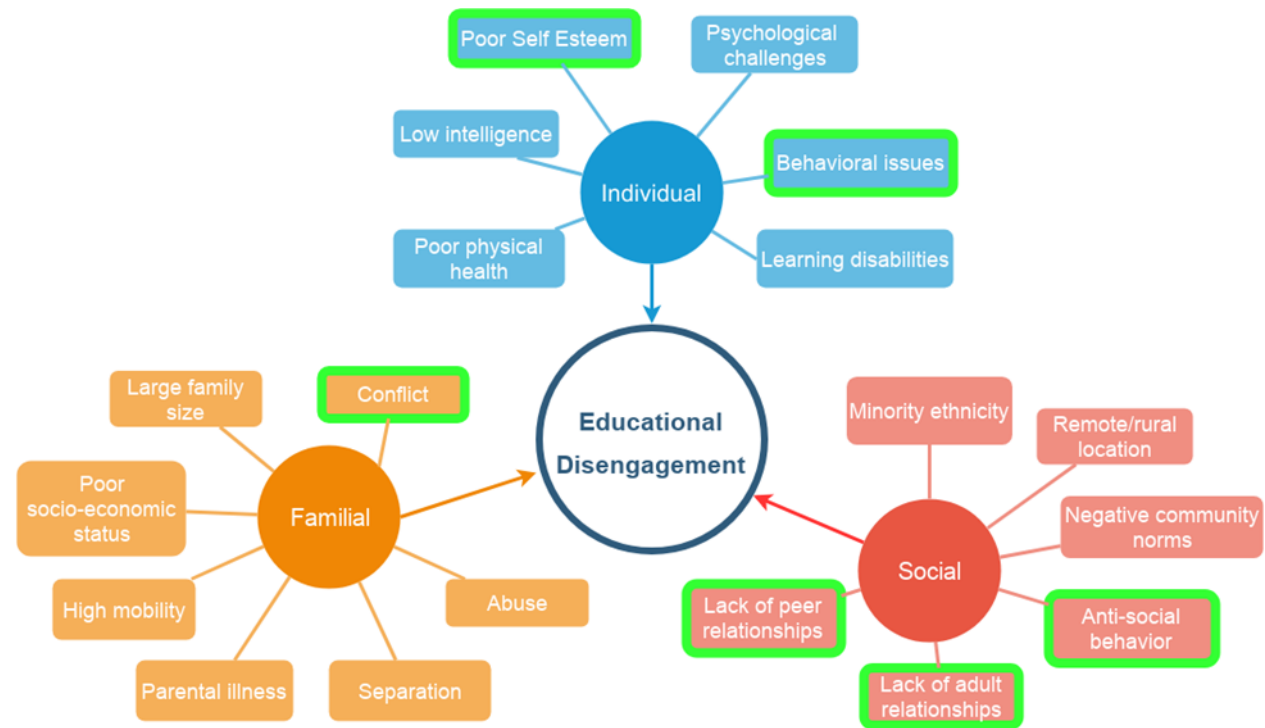 Poor Self Esteem
Psychological
challenges
Low intelligence
Behavioral issues
Individual
Poor physical
health
Learning disabilities
Educational
Disengagement
Large family
size
Conflict
Poor
socio-economic
status
Familial
High mobility
Abuse
Parental illness
Separation
Minority ethnicity
Remote/rural
location
Negative community
norms
Social
Lack of peer
relationships
Anti-social
behavior
Lack of adult
relationships